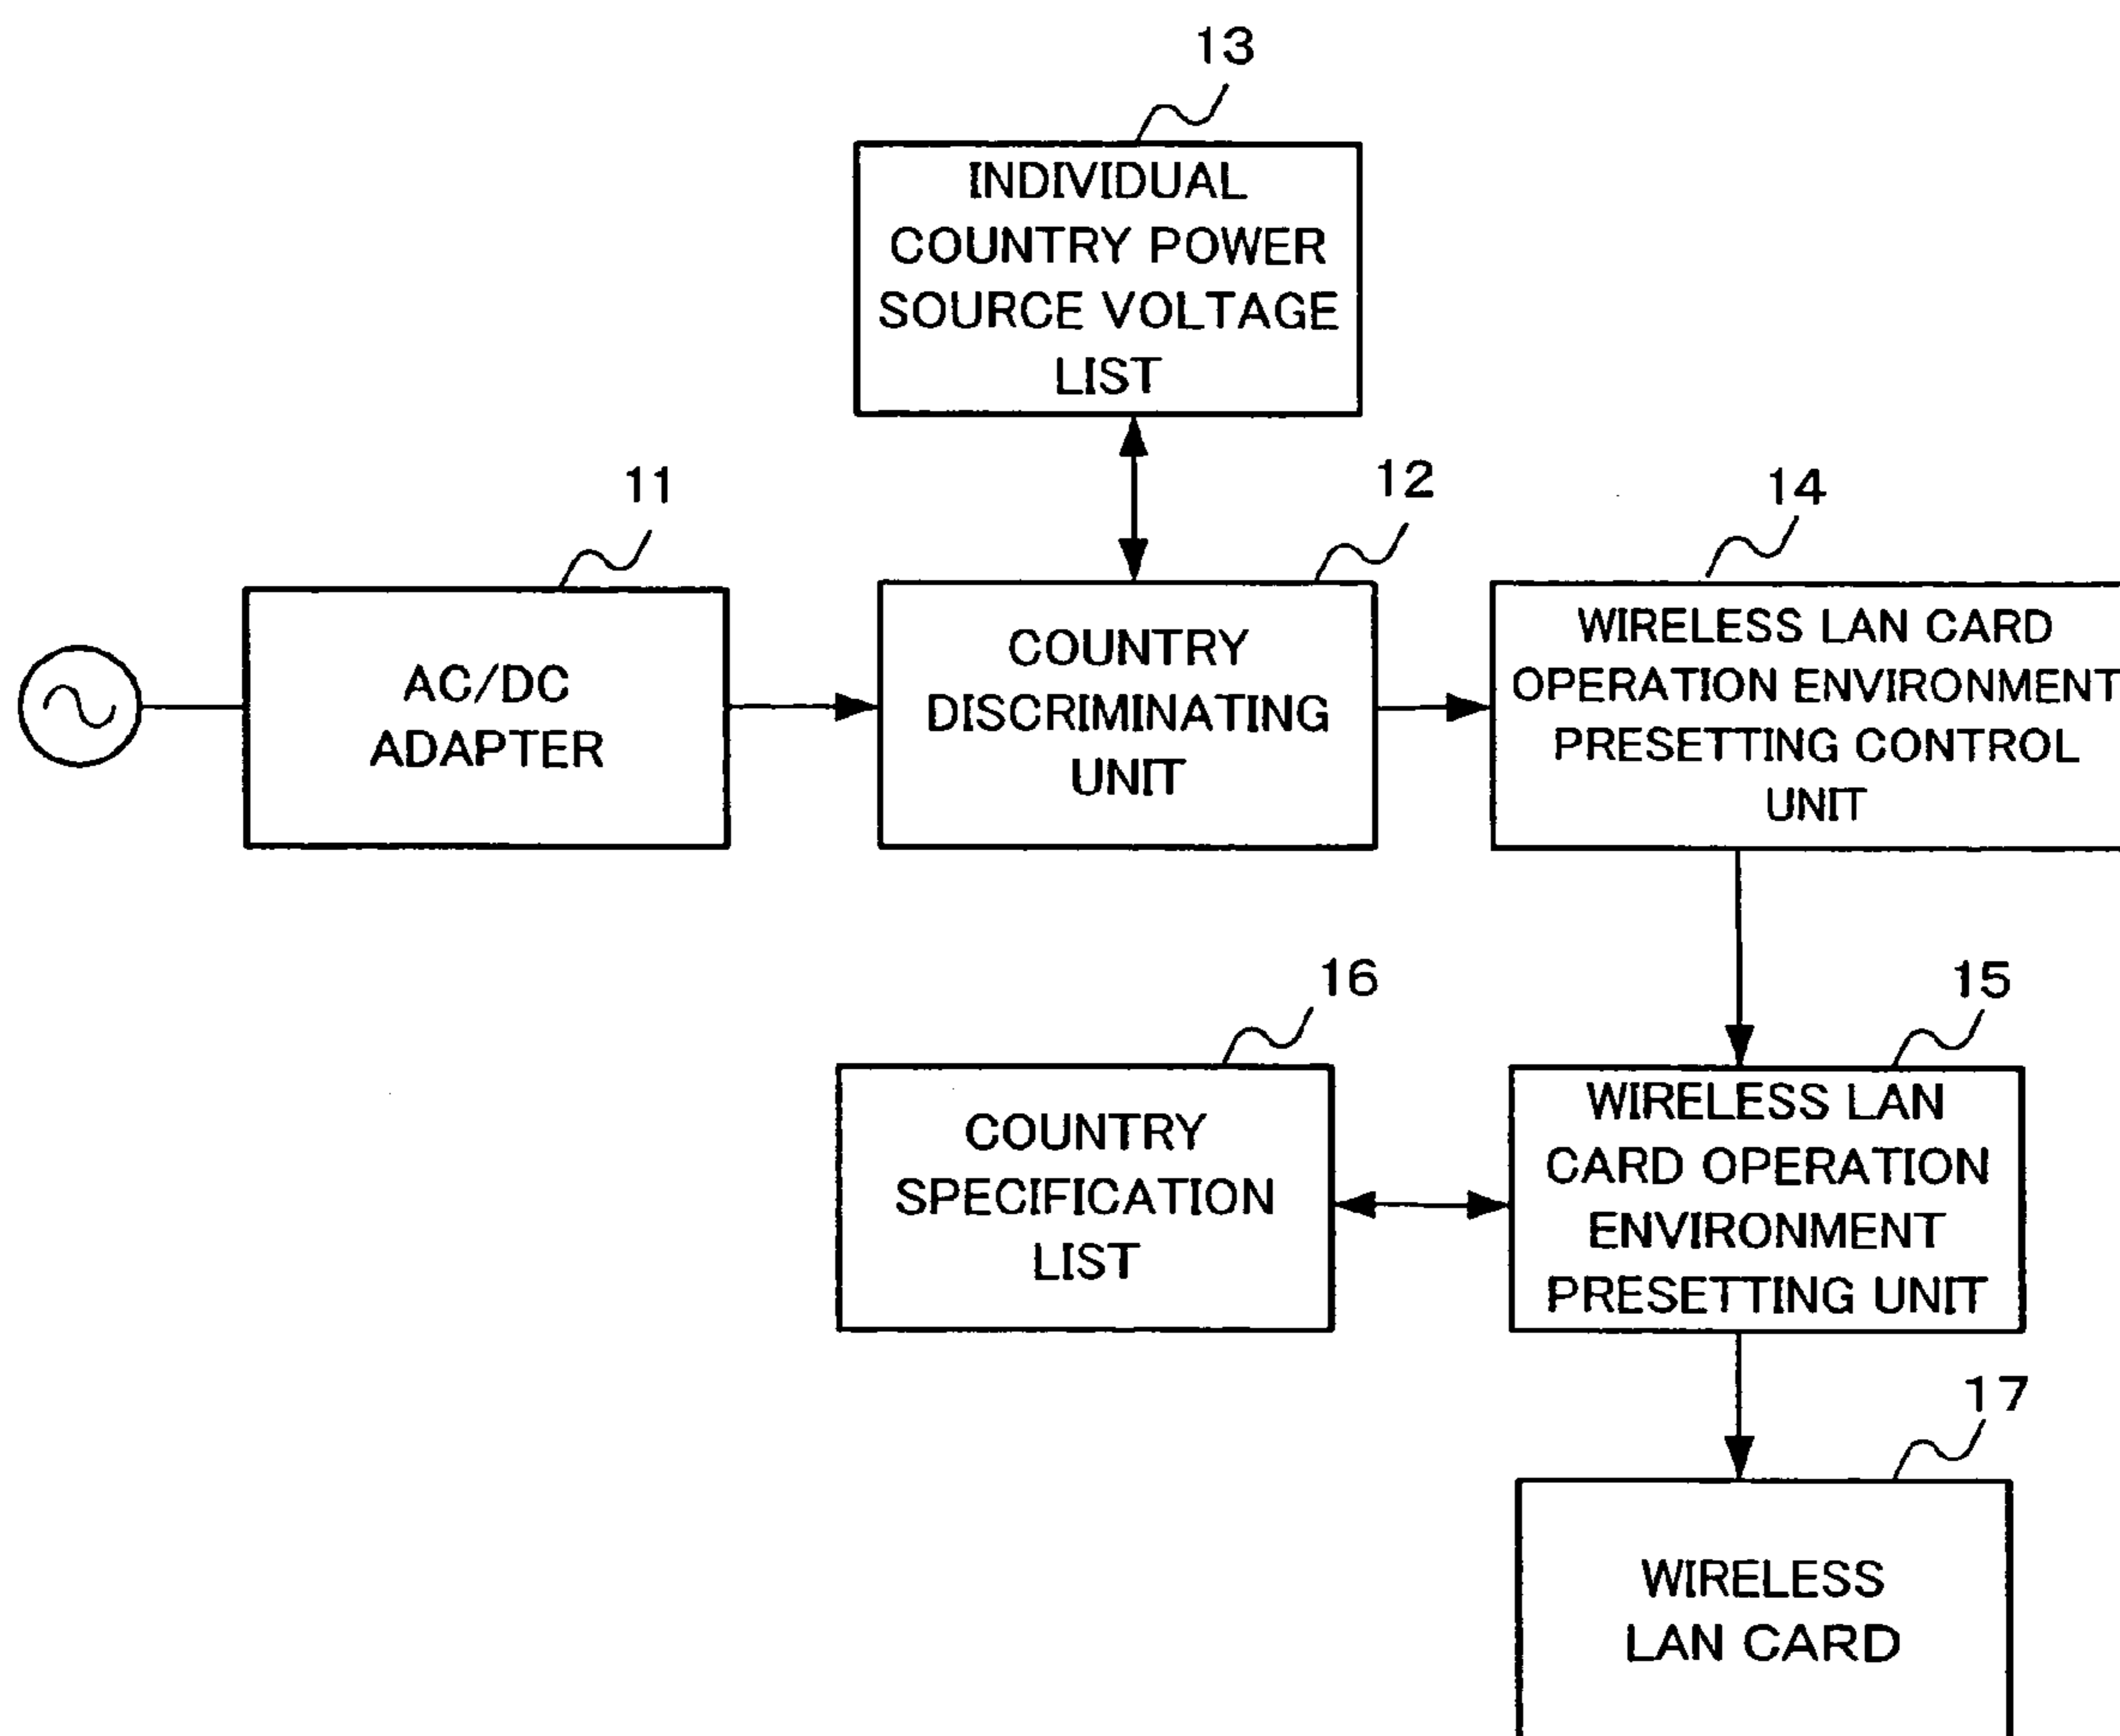 13
INDIVIDUAL
COUNTRY POWER
SOURCE VOLTAGE
LIST
11
AC/DC
ADAPTER
12
COUNTRY
DISCRIMINATING
UNIT
14
WIRELESS LAN CARD
OPERATION ENVIRONMENT
PRESETTING CONTROL
UNIT
16
COUNTRY
SPECIFICATION
LIST
15
WIRELESS LAN
CARD OPERATION
ENVIRONMENT
PRESETTING UNIT
17
WIRELESS
LAN CARD